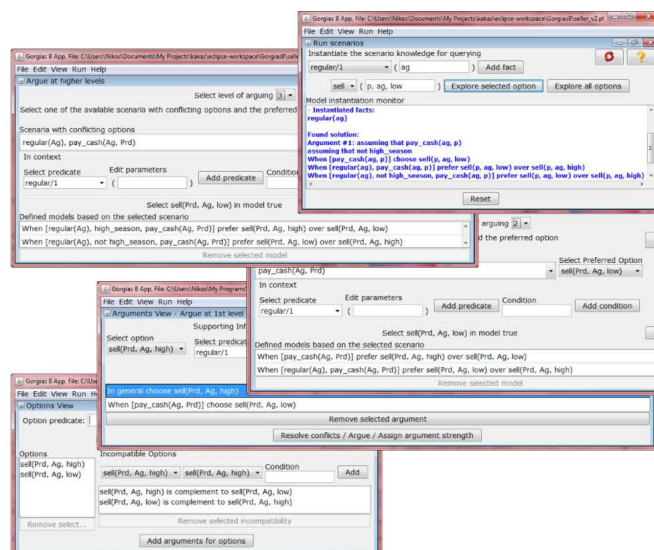 Gorgias B App, File: C:\Users\Nikos\Documents\My Projects\kakas\eclipse-workspace\GorgiasB\seller_v2.pl
File Edit View Run Help
Run scenarios
Instantiate the scenario knowledge for querying
regular/1 ( ag ) Add fact
sell ( p, ag, low ) Explore selected option Explore all options
Model instantiation monitor
- Instantiated facts:
regular(ag)
Found solution:
Argument #1: assuming that pay_cash(ag, p)
assuming that not high_season
When [pay_cash(ag, p)] choose sell(p, ag, low)
When [regular(ag), pay_cash(ag, p)] prefer sell(p, ag, low) over sell(p, ag, high)
When [regular(ag), not high_season, pay_cash(ag, p)] prefer sell(p, ag, low) over sell(p, ag, high)
Reset
Gorgias B App, File: C:\Users\Nikos\Documents\My Projects\kakas\eclipse-workspace\GorgiasB\sell
File Edit View Run Help
Argue at higher levels
Select level of arguing 3
Select one of the available scenaria with conflicting options and the preferred
Scenaria with conflicting options
regular(Ag), pay_cash(Ag, Prd)
In context
Select predicate Edit parameters Condition
regular/1 ( ) Add predicate
Select sell(Prd, Ag, low) in model true
Defined models based on the selected scenario
When [regular(Ag), high_season, pay_cash(Ag, Prd)] prefer sell(Prd, Ag, high) over sell(Prd, Ag, low)
When [regular(Ag), not high_season, pay_cash(Ag, Prd)] prefer sell(Prd, Ag, low) over sell(Prd, Ag, high)
Remove selected model
arguing 2
d the preferred option
Select Preferred Option
pay_cash(Ag, Prd) sell(Prd, Ag, low)
In context
Select predicate Edit parameters Condition
regular/1 ( ) Add predicate Add condition
Select sell(Prd, Ag, low) in model true
Defined models based on the selected scenario
When [pay_cash(Ag, Prd)] prefer sell(Prd, Ag, high) over sell(Prd, Ag, low)
When [regular(Ag), pay_cash(Ag, Prd)] prefer sell(Prd, Ag, low) over sell(Prd, Ag, high)
Remove selected model
Gorgias B App, File: C:\Users\Nikos\My Programs\
File Edit View Run Help
Arguments View - Argue at 1st level
Supporting Inf
Select option Select predicat
sell(Prd, Ag, high) regular/1
In general choose sell(Prd, Ag, high)
When [pay_cash(Ag, Prd)] choose sell(Prd, Ag, low)
Remove selected argument
Resolve conflicts / Argue / Assign argument strength
Gorgias B App, File: C:\Use
File Edit View Run H
Options View
Option predicate:
Options Incompatible Options
sell(Prd, Ag, high) sell(Prd, Ag, high) sell(Prd, Ag, high) Condition Add
sell(Prd, Ag, low)
sell(Prd, Ag, high) is complement to sell(Prd, Ag, low)
sell(Prd, Ag, low) is complement to sell(Prd, Ag, high)
Remove select... Remove selected incompatibility
Add arguments for options